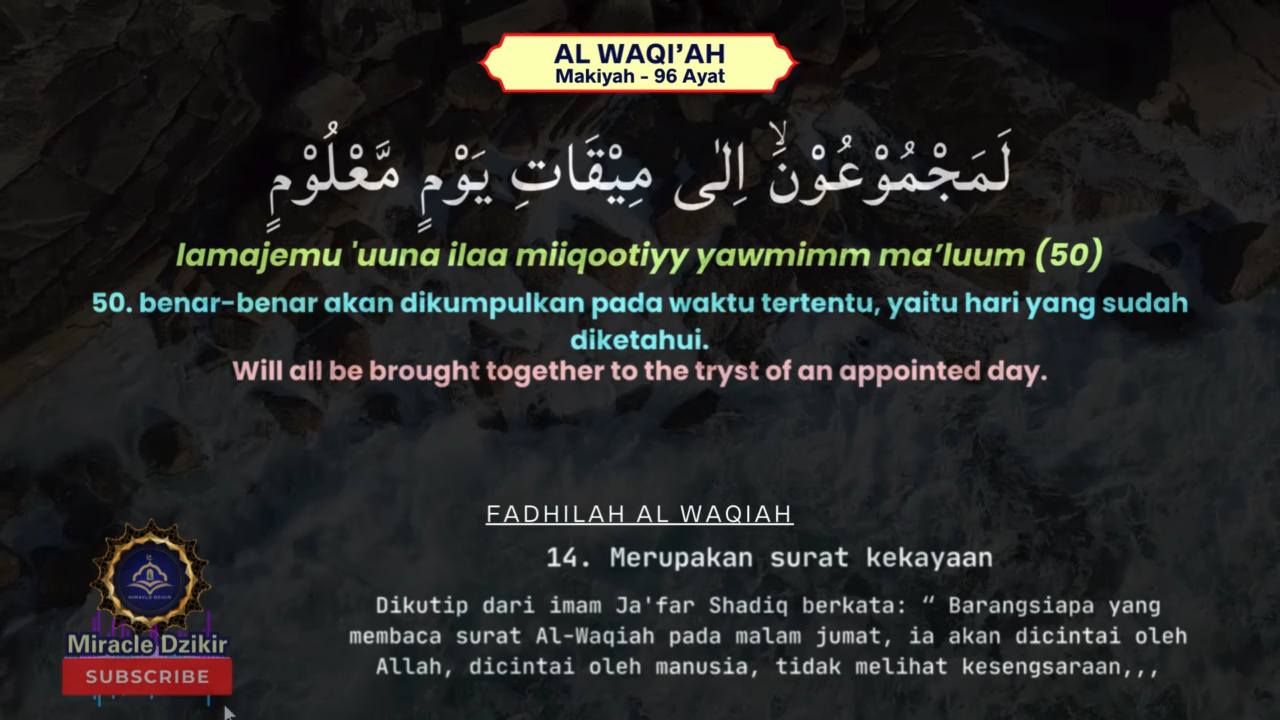 AL WAQI’AH
Makiyah - 96 Ayat
لَمَجْمُوْعُوْنَۙ اِلٰى مِيْقَاتِ يَوْمٍ مَّعْلُوْمٍ
lamajemu 'uuna ilaa miiqootiyy yawmimm ma’luum (50)
50. benar-benar akan dikumpulkan pada waktu tertentu, yaitu hari yang sudah
diketahui.
Will all be brought together to the tryst of an appointed day.
FADHILAH AL WAQIAH
14. Merupakan surat kekayaan
Dikutip dari imam Ja'far Shadiq berkata: “ Barangsiapa yang
membaca surat Al-Waqiah pada malam jumat, ia akan dicintai oleh
Allah, dicintai oleh manusia, tidak melihat kesengsaraan,,,
MIRACLE DZIKIR
Miracle Dzikir
SUBSCRIBE